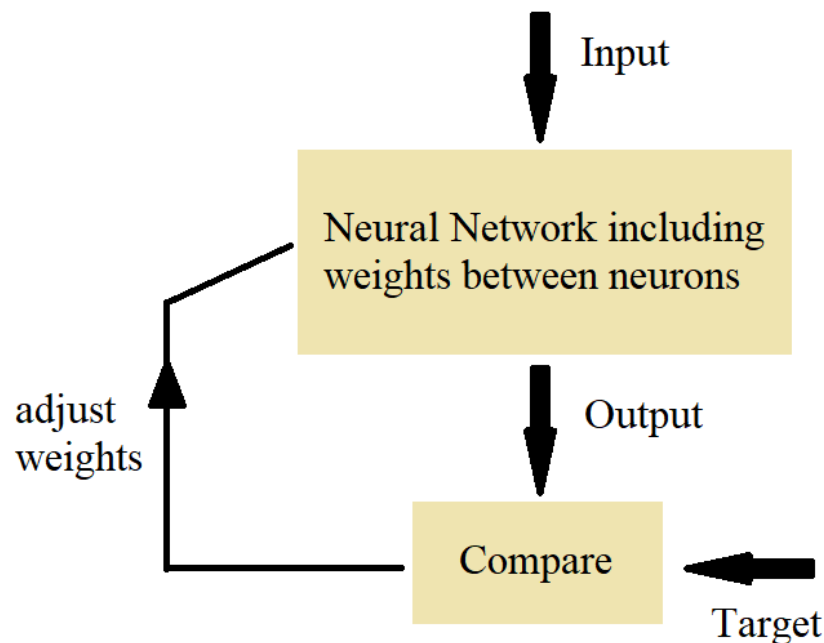 Input
Neural Network including
weights between neurons
adjust
weights
Output
Compare
Target